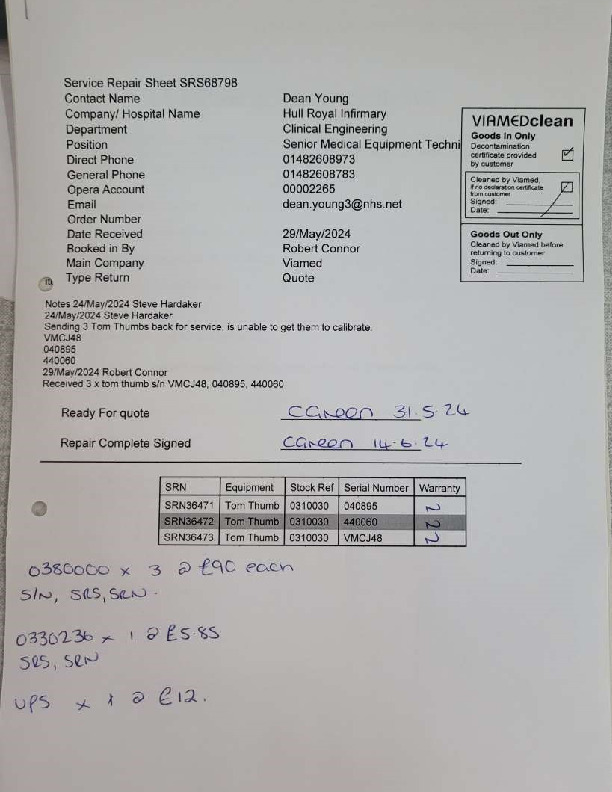 Service Repair Sheet SRS68798
Contact Name Dean Young
Company/ Hospital Name Hull Royal Infirmary
Department Clinical Engineering
Position Senior Medical Equipment Techni
Direct Phone 01482608973
General Phone 01482608783
Opera Account 00002265
Email dean.young3@nhs.net
Order Number
Date Received 29/May/2024
Booked in By Robert Connor
Main Company Viamed
Type Return Quote
VIAMEDclean
Goods In Only
Decontamination
certificate provided
by customer
Cleaned by Viamed,
if no declaration certificate
from customer
Signed:
Date:
Goods Out Only
Cleaned by Viamed before
returning to customer
Signed:
Date:
Notes 24/May/2024 Steve Hardaker
24/May/2024 Steve Hardaker
Sending 3 Tom Thumbs back for service, is unable to get them to calibrate.
VMCJ48
040895
440060
29/May/2024 Robert Connor
Received 3 x tom thumb s/n VMCJ48, 040895, 440060
Ready For quote CGreen 31.5.24
Repair Complete Signed CGreen 14.6.24
SRN Equipment Stock Ref Serial Number Warranty
SRN36471 Tom Thumb 0310030 040895 N
SRN36472 Tom Thumb 0310030 440060 N
SRN36473 Tom Thumb 0310030 VMCJ48 N
0380000 x 3 @ £90 each
S/N, SRS, SRN.
0330236 x 1 @ £5.85
SRS, SRN
UPS x 1 @ £12.